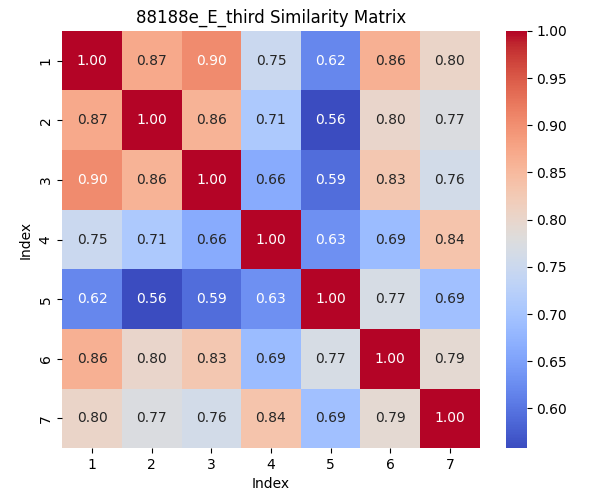 88188e_E_third Similarity Matrix
1 1.00 0.87 0.90 0.75 0.62 0.86 0.80
2 0.87 1.00 0.86 0.71 0.56 0.80 0.77
3 0.90 0.86 1.00 0.66 0.59 0.83 0.76
4 0.75 0.71 0.66 1.00 0.63 0.69 0.84
5 0.62 0.56 0.59 0.63 1.00 0.77 0.69
6 0.86 0.80 0.83 0.69 0.77 1.00 0.79
7 0.80 0.77 0.76 0.84 0.69 0.79 1.00
1 2 3 4 5 6 7
Index
Index
1.00
0.95
0.90
0.85
0.80
0.75
0.70
0.65
0.60